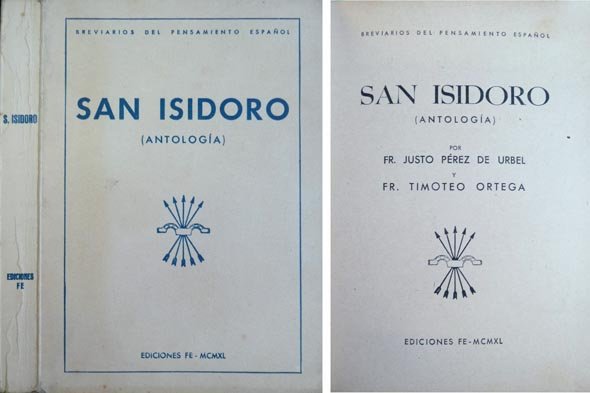 S. ISIDORO
EDICIONES
FE
BREVIARIOS DEL PENSAMIENTO ESPAÑOL
SAN ISIDORO
(ANTOLOGÍA)
EDICIONES FE - MCMXL
BREVIARIOS DEL PENSAMIENTO ESPAÑOL
SAN ISIDORO
(ANTOLOGÍA)
POR
FR. JUSTO PÉREZ DE URBEL
Y
FR. TIMOTEO ORTEGA
EDICIONES FE - MCMXL